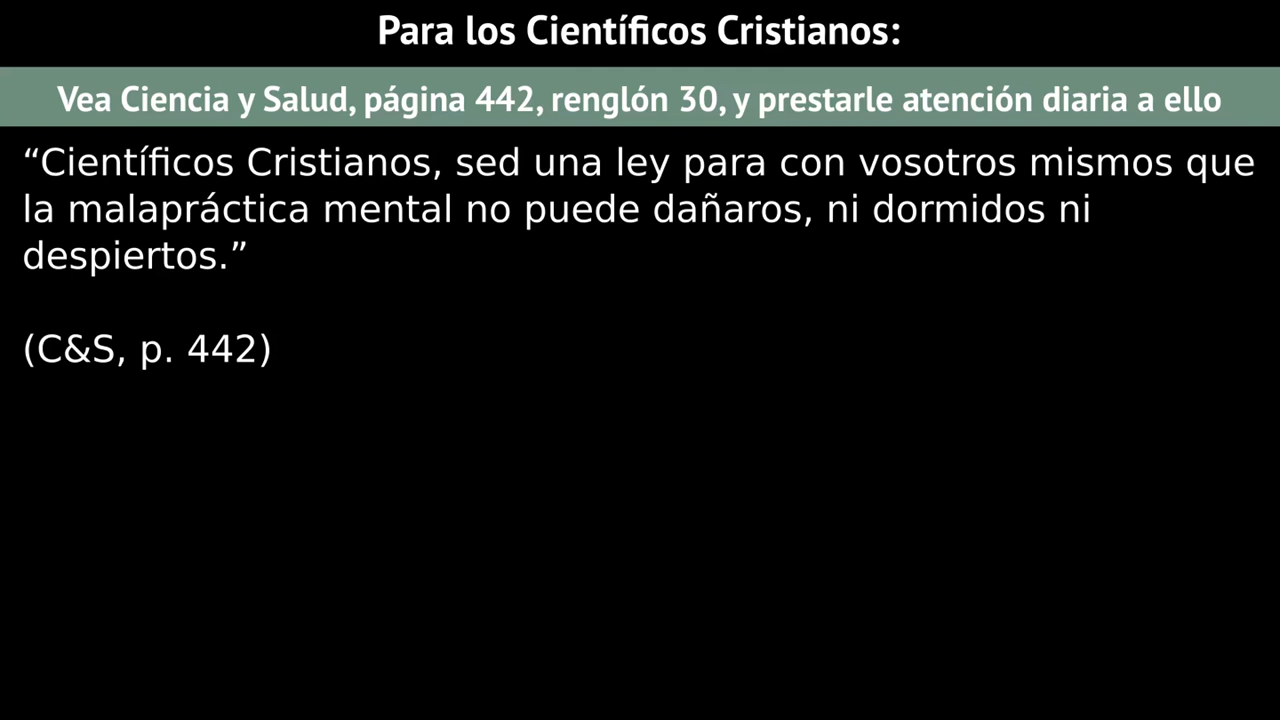 Para los Científicos Cristianos:
Vea Ciencia y Salud, página 442, renglón 30, y prestarle atención diaria a ello
“Científicos Cristianos, sed una ley para con vosotros mismos que
la malapráctica mental no puede dañaros, ni dormidos ni
despiertos.”
(C&S, p. 442)